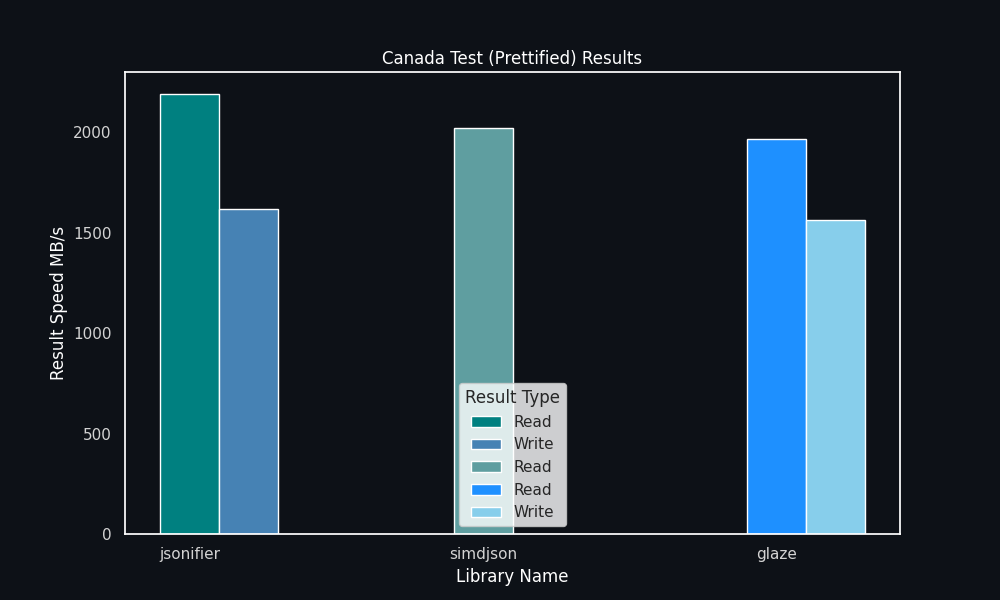 Canada Test (Prettified) Results
Result Speed MB/s
2000
1500
1000
500
0
Result Type
Read
Write
Read
Read
Write
jsonifier simdjson glaze
Library Name